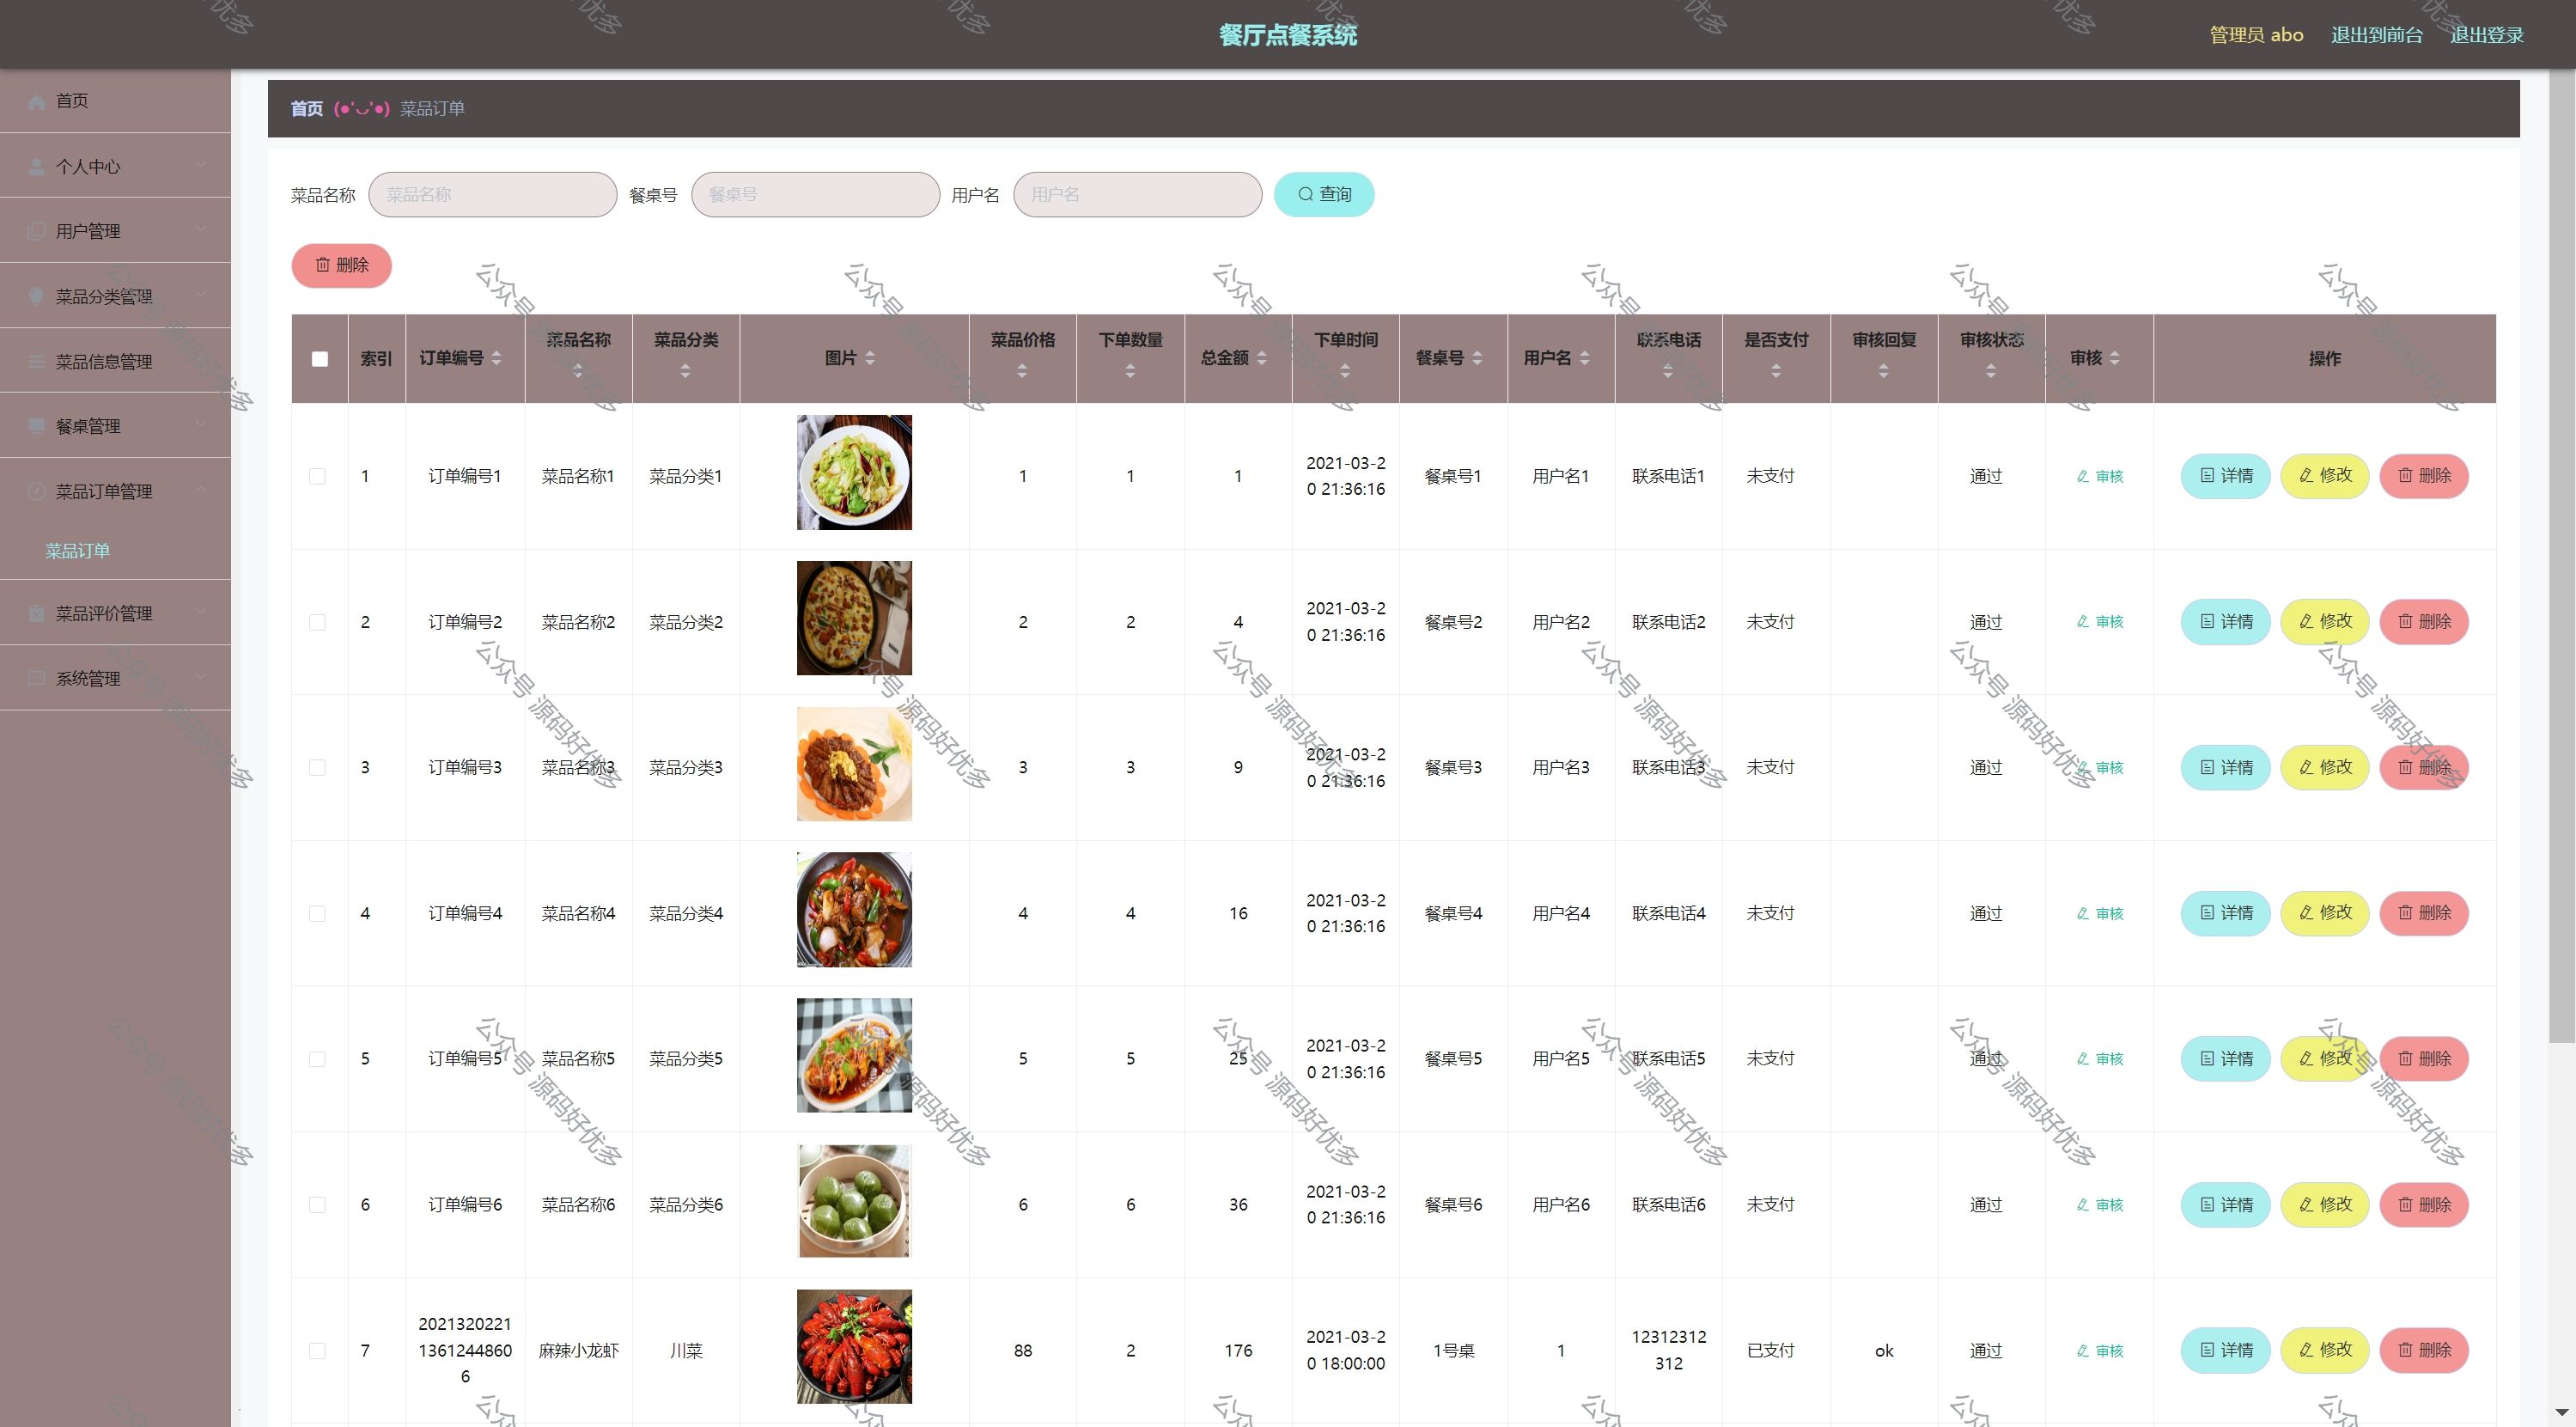 餐厅点餐系统
管理员 abo 退出到前台 退出登录
首页
个人中心
用户管理
菜品分类管理
菜品信息管理
餐桌管理
菜品订单管理
菜品订单
菜品评价管理
系统管理
首页 (●'◡'●) 菜品订单
菜品名称 菜品名称 餐桌号 餐桌号 用户名 用户名 查询
删除
索引 订单编号 菜品名称 菜品分类 图片 菜品价格 下单数量 总金额 下单时间 餐桌号 用户名 联系电话 是否支付 审核回复 审核状态 审核 操作
1 订单编号1 菜品名称1 菜品分类1 1 1 1 2021-03-20 21:36:16 餐桌号1 用户名1 联系电话1 未支付 通过 审核 详情 修改 删除
2 订单编号2 菜品名称2 菜品分类2 2 2 4 2021-03-20 21:36:16 餐桌号2 用户名2 联系电话2 未支付 通过 审核 详情 修改 删除
3 订单编号3 菜品名称3 菜品分类3 3 3 9 2021-03-20 21:36:16 餐桌号3 用户名3 联系电话3 未支付 通过 审核 详情 修改 删除
4 订单编号4 菜品名称4 菜品分类4 4 4 16 2021-03-20 21:36:16 餐桌号4 用户名4 联系电话4 未支付 通过 审核 详情 修改 删除
5 订单编号5 菜品名称5 菜品分类5 5 5 25 2021-03-20 21:36:16 餐桌号5 用户名5 联系电话5 未支付 通过 审核 详情 修改 删除
6 订单编号6 菜品名称6 菜品分类6 6 6 36 2021-03-20 21:36:16 餐桌号6 用户名6 联系电话6 未支付 通过 审核 详情 修改 删除
7 202132022113612448606 麻辣小龙虾 川菜 88 2 176 2021-03-20 18:00:00 1号桌 1 12312312312 已支付 ok 通过 审核 详情 修改 删除
公众号 源码好优多